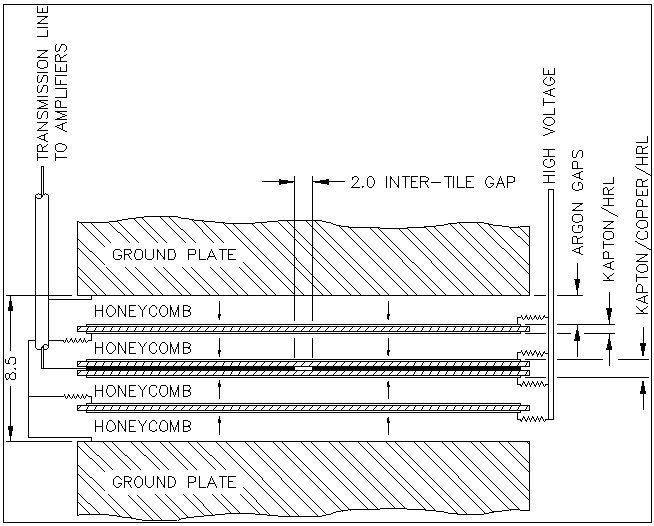 TRANSMISSION LINE
TO AMPLIFIERS
HIGH VOLTAGE
ARGON GAPS
KAPTON/HRL
KAPTON/COPPER/HRL
2.0 INTER-TILE GAP
GROUND PLATE
HONEYCOMB
HONEYCOMB
8.5
HONEYCOMB
HONEYCOMB
GROUND PLATE